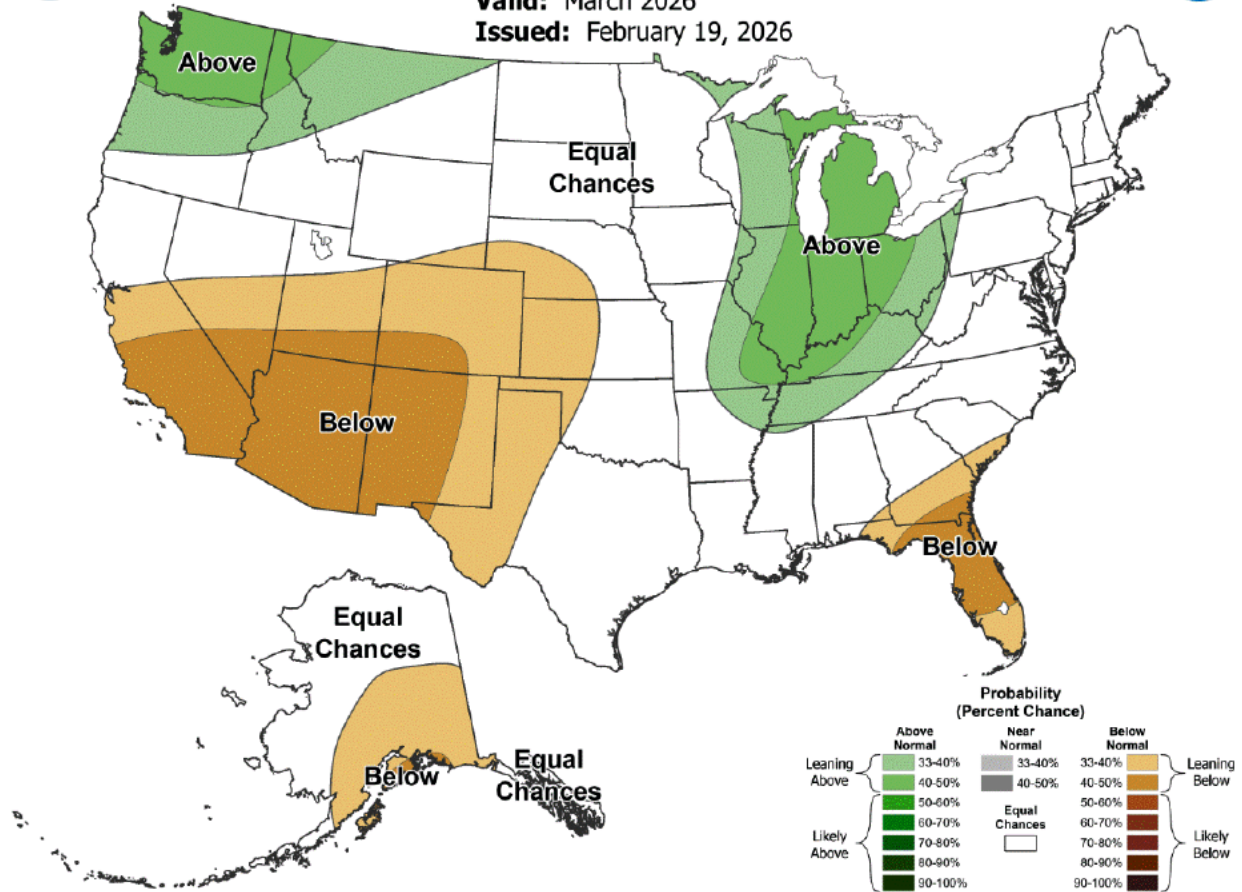 Valid: March 2026
Issued: February 19, 2026
Above
Equal
Chances
Above
Below
Below
Equal
Chances
Below
Equal
Chances
Probability
(Percent Chance)
Above
Normal
Near
Normal
Below
Normal
Leaning
Above
33-40%
40-50%
50-60%
60-70%
70-80%
80-90%
90-100%
Likely
Above
33-40%
40-50%
Equal
Chances
33-40%
40-50%
50-60%
60-70%
70-80%
80-90%
90-100%
Leaning
Below
Likely
Below